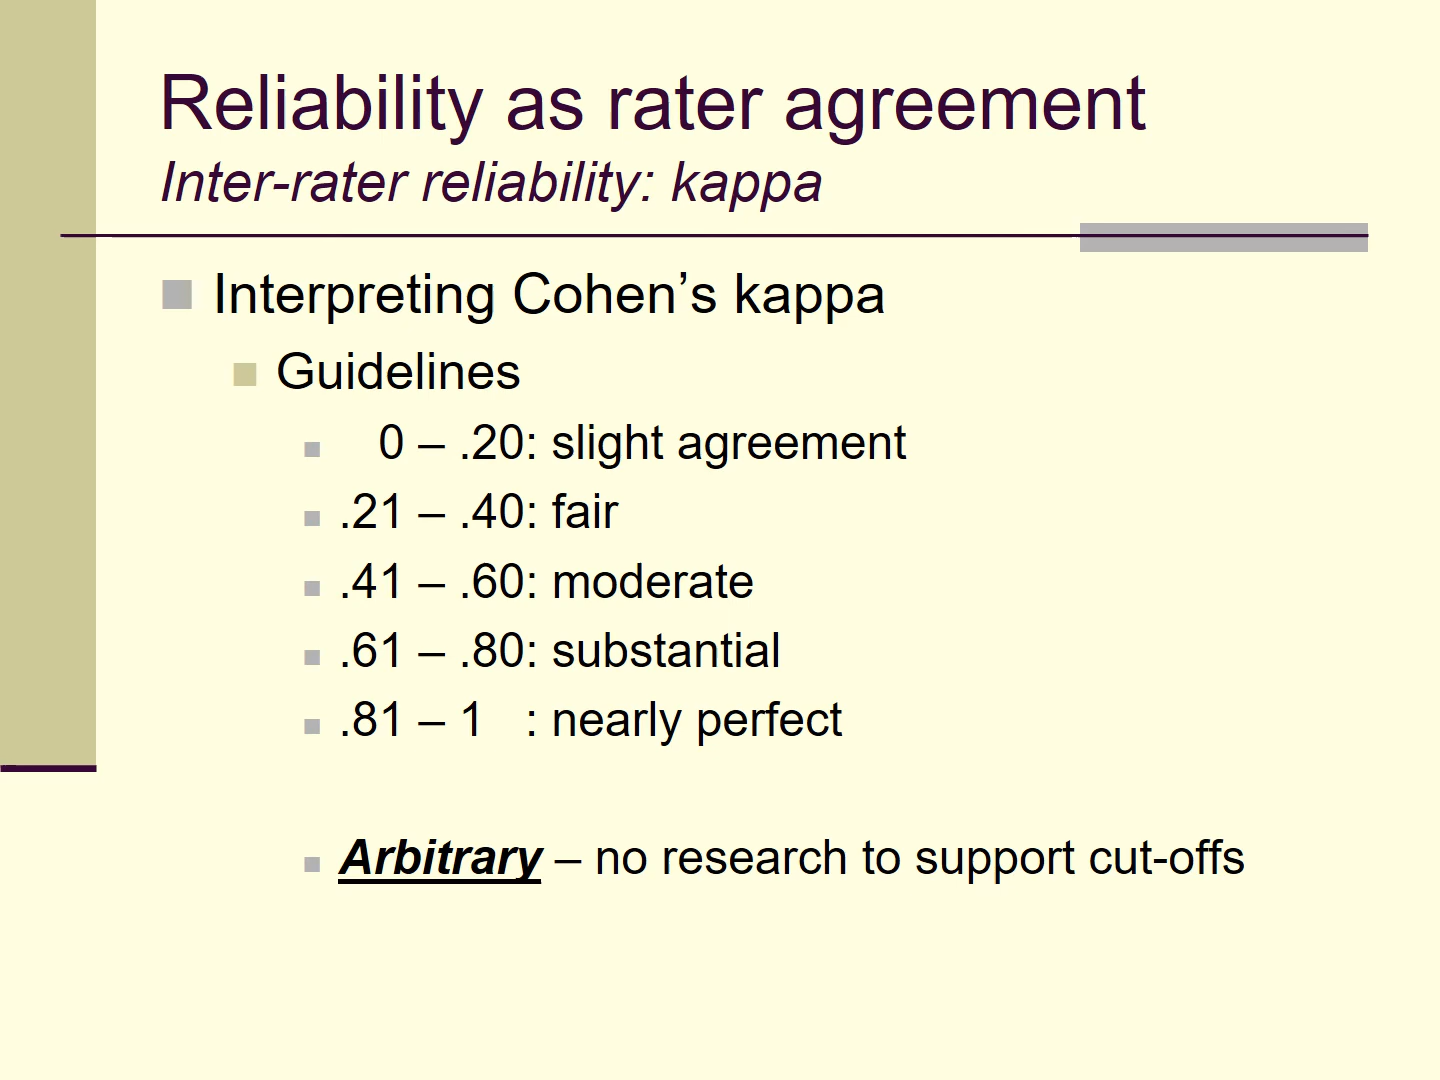 Reliability as rater agreement
Inter-rater reliability: kappa
Interpreting Cohen’s kappa
Guidelines
0 – .20: slight agreement
.21 – .40: fair
.41 – .60: moderate
.61 – .80: substantial
.81 – 1 : nearly perfect
Arbitrary – no research to support cut-offs